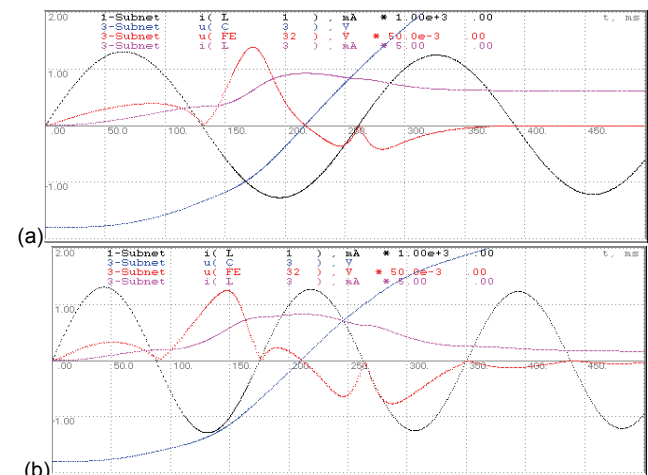 2.00
1-Subnet i( L 1 ), mA * 1.00e+3 .00 t, ms
3-Subnet u( C 3 ), V
3-Subnet u( FE 32 ), V * 50.0e-3 .00
3-Subnet i( L 3 ), mA * 5.00 .00
1.00
.00 50.0 100. 150. 200. 250. 300. 350. 400. 450.
-1.00
(a)
2.00
1-Subnet i( L 1 ), mA * 1.00e+3 .00 t, ms
3-Subnet u( C 3 ), V
3-Subnet u( FE 32 ), V * 50.0e-3 .00
3-Subnet i( L 3 ), mA * 5.00 .00
1.00
.00 50.0 100. 150. 200. 250. 300. 350. 400. 450.
-1.00
(b)